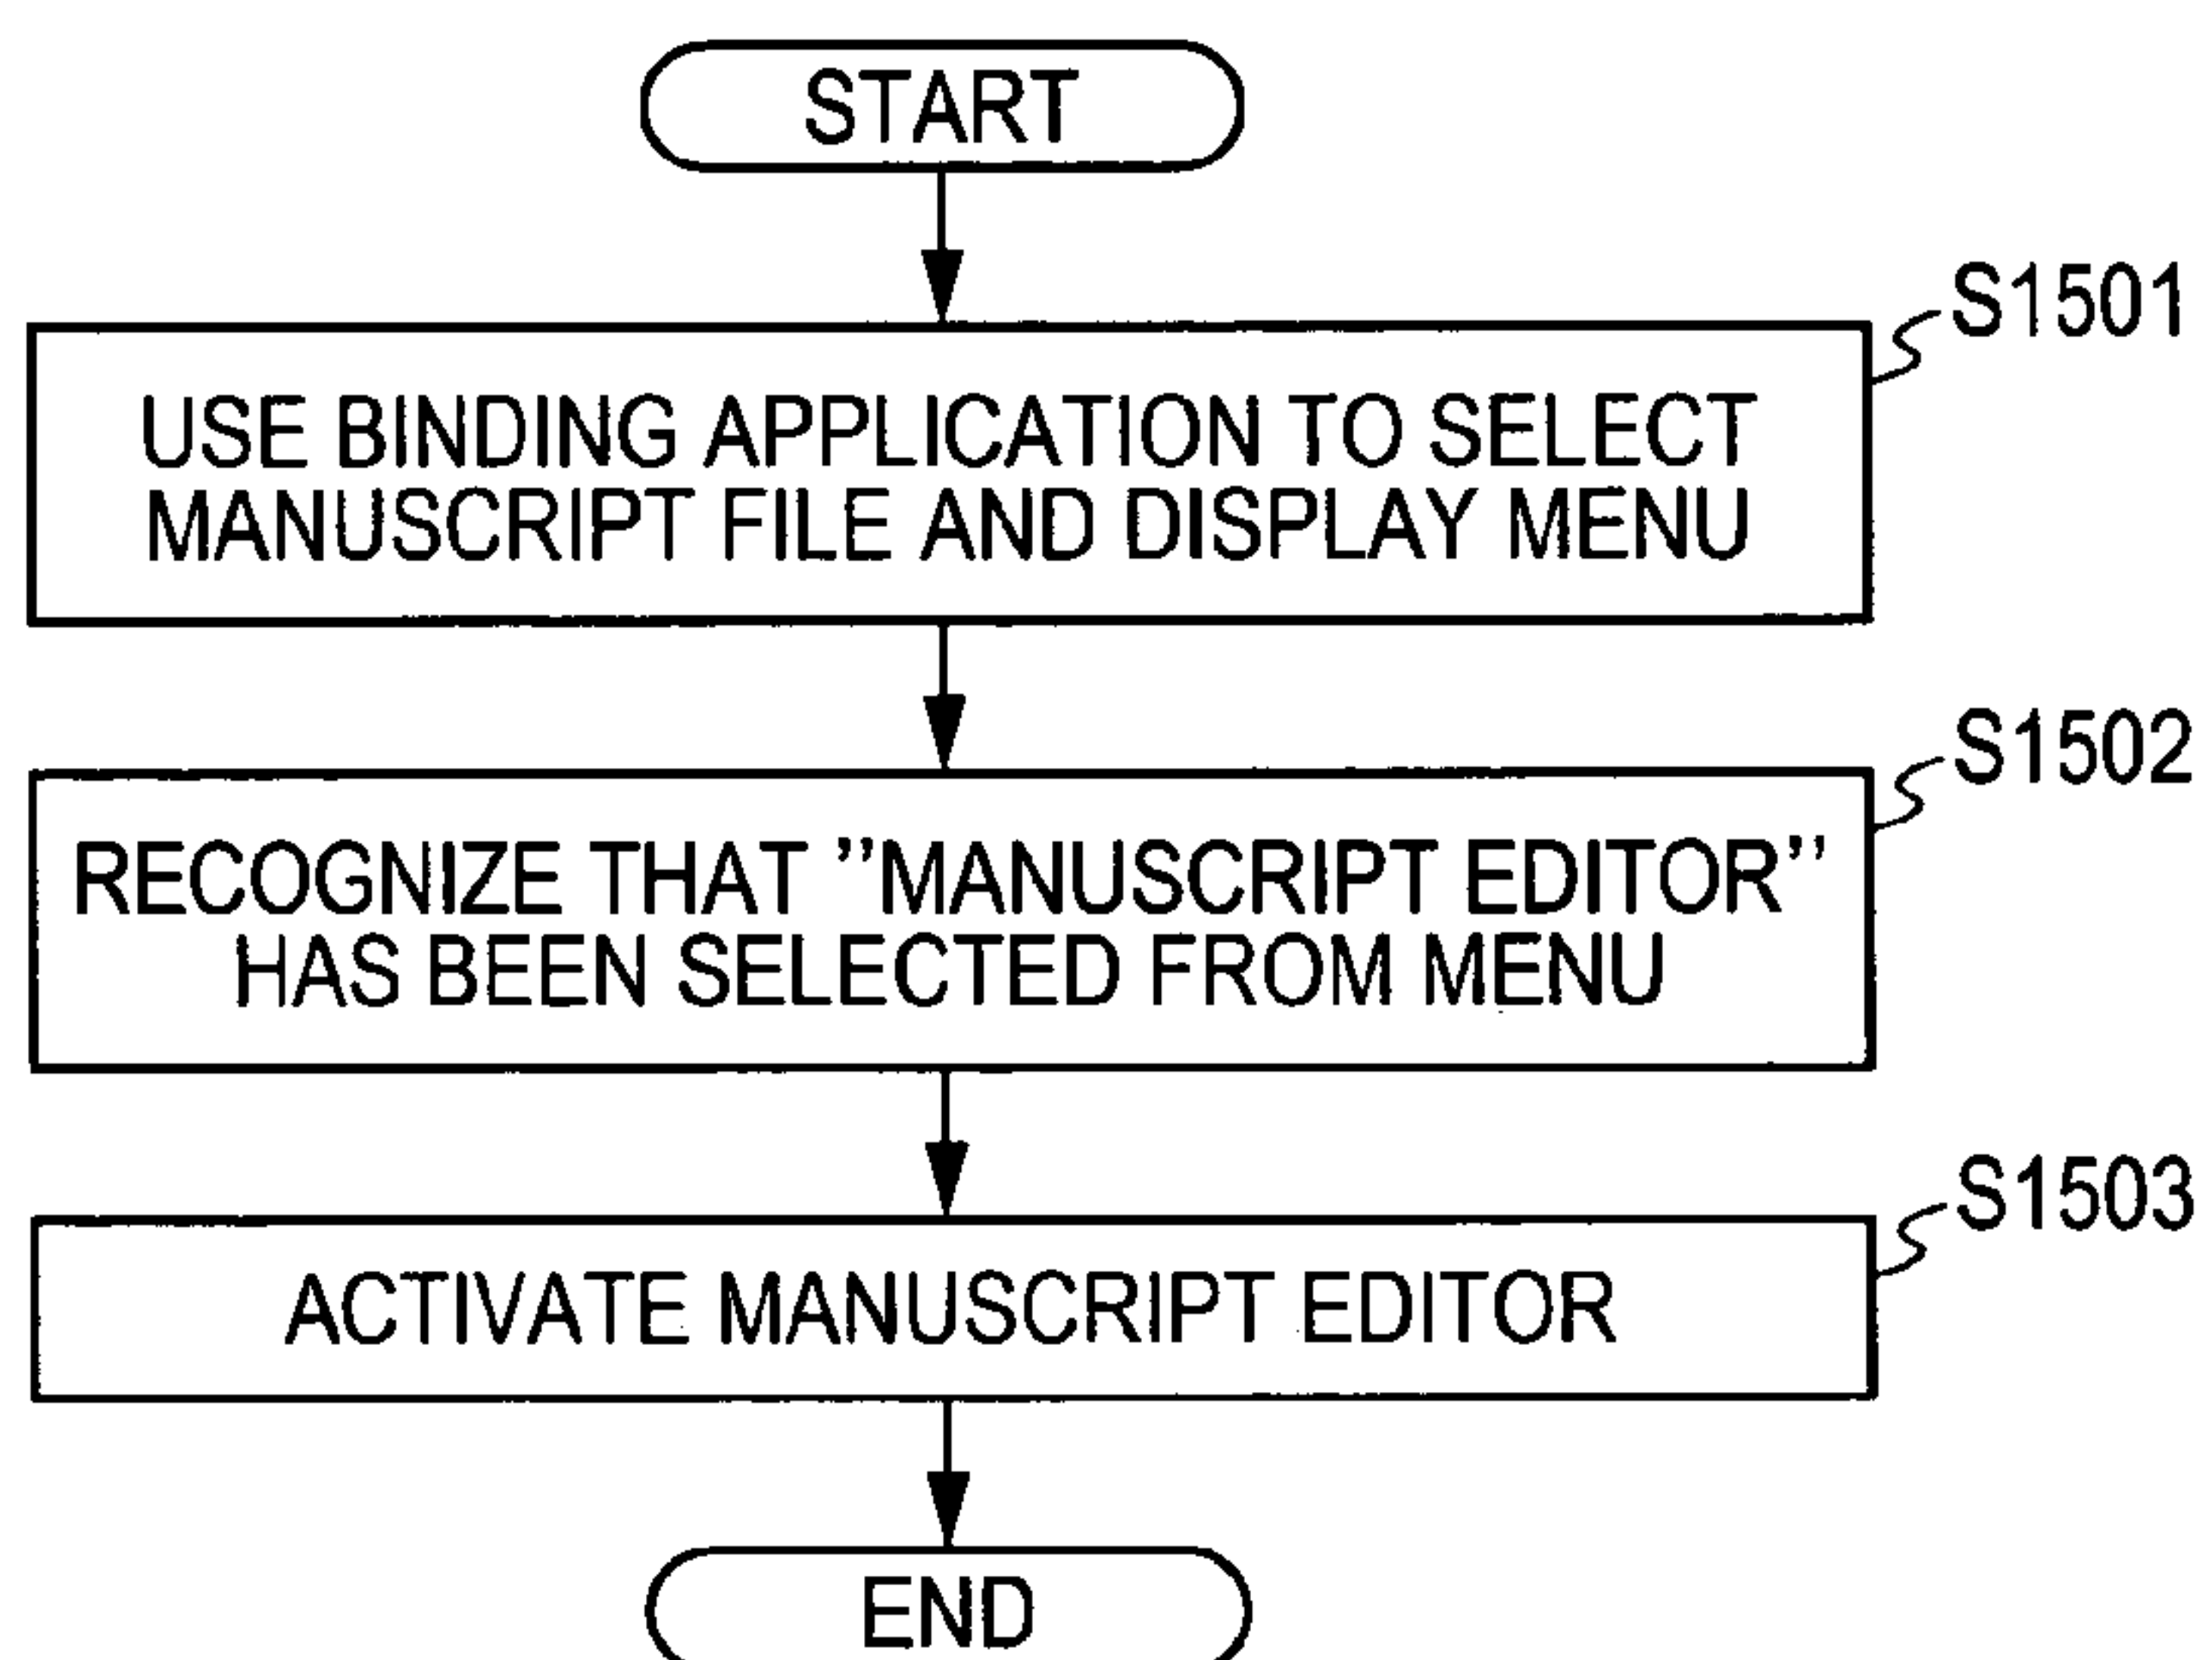 START
S1501
USE BINDING APPLICATION TO SELECT
MANUSCRIPT FILE AND DISPLAY MENU
S1502
RECOGNIZE THAT ”MANUSCRIPT EDITOR”
HAS BEEN SELECTED FROM MENU
S1503
ACTIVATE MANUSCRIPT EDITOR
END